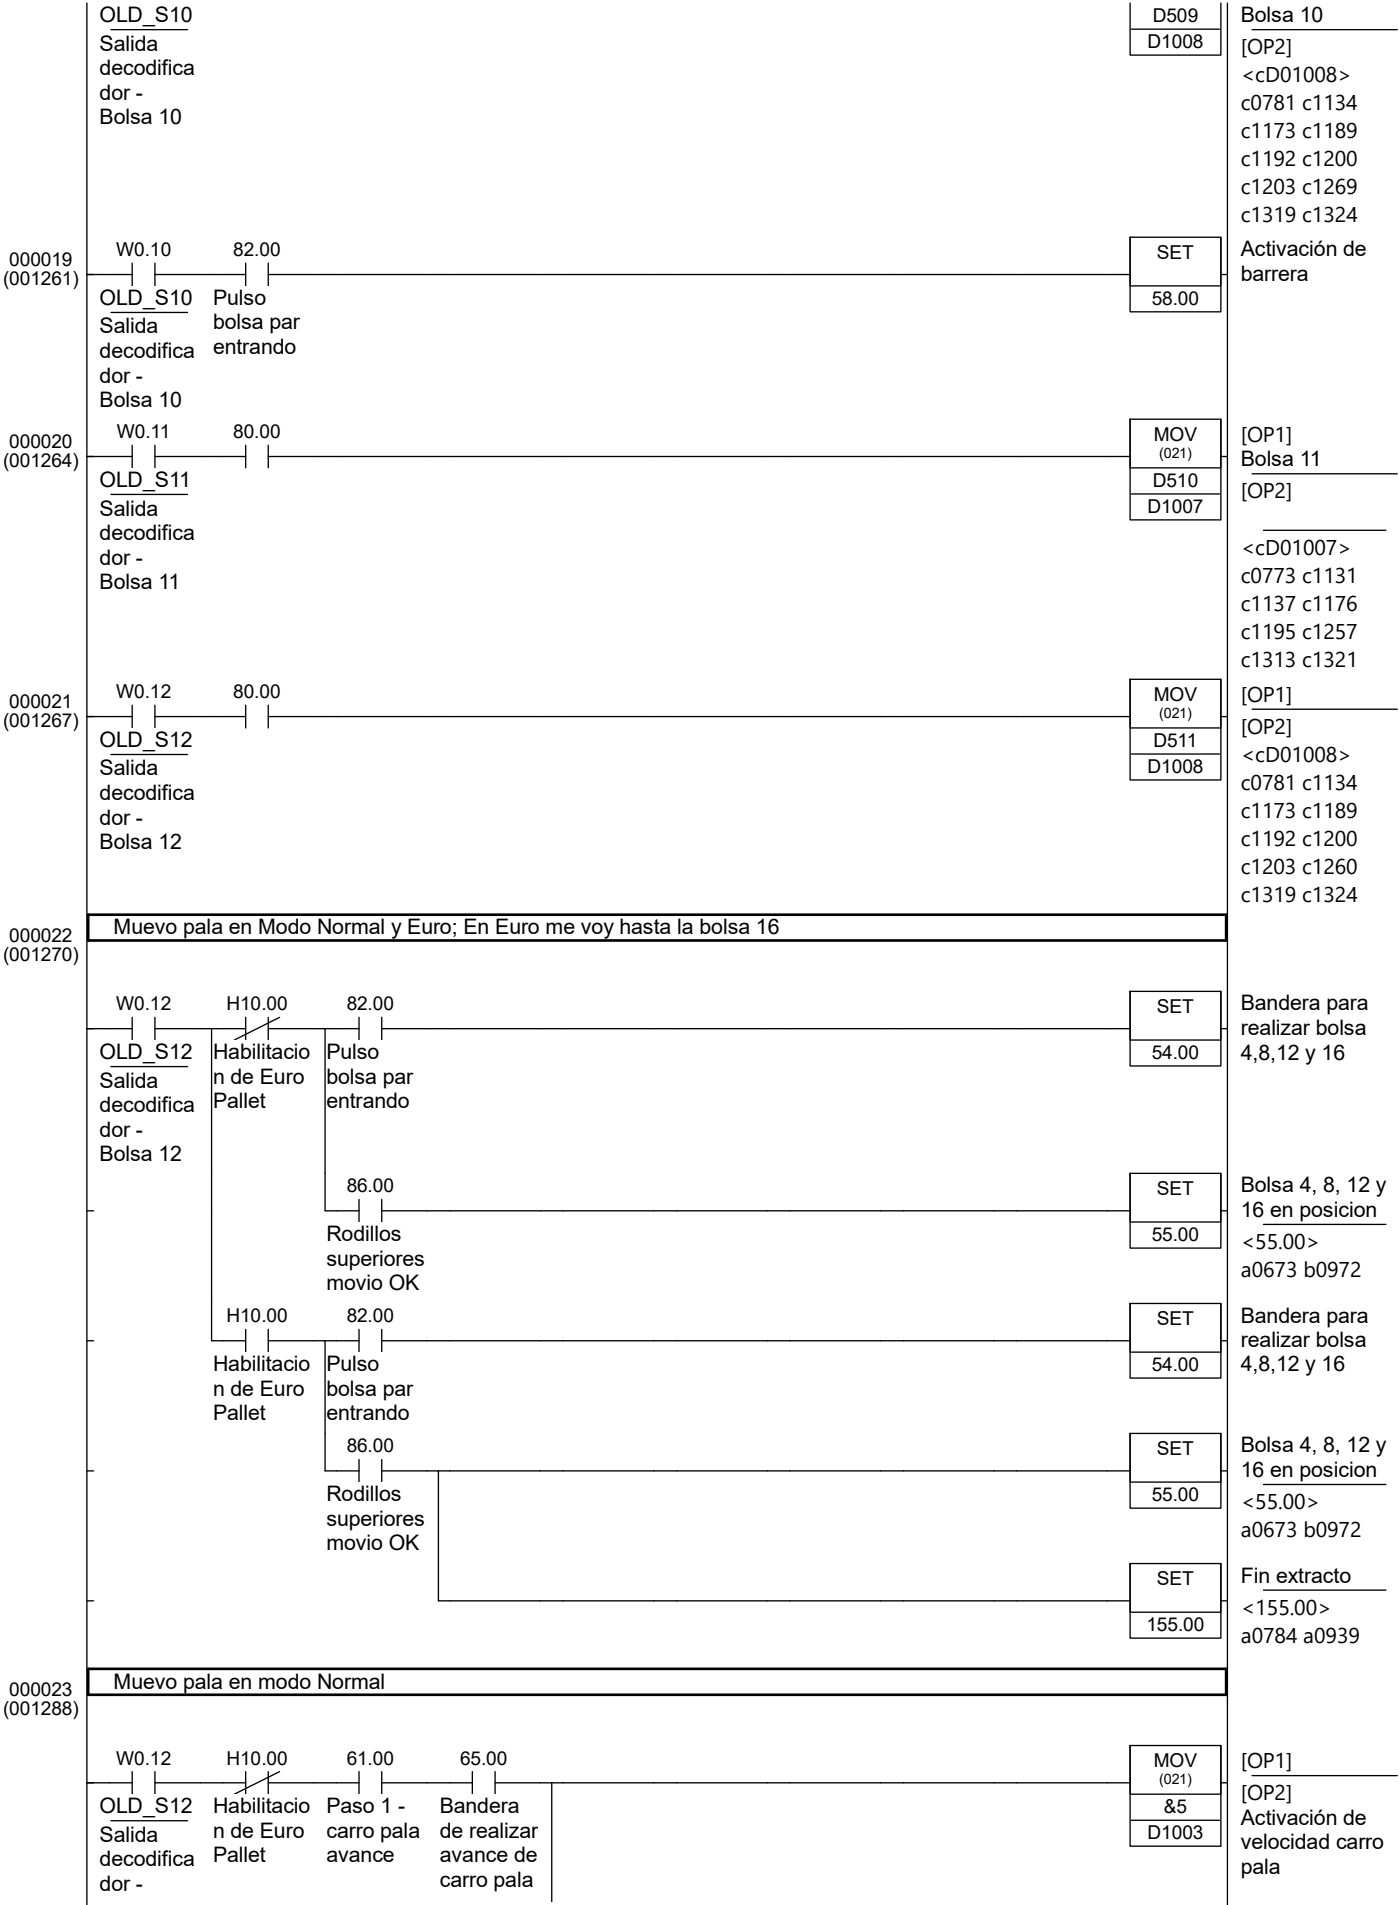 OLD_S10
Salida
decodifica
dor -
Bolsa 10
D509
D1008
Bolsa 10
[OP2]
<cD01008>
c0781 c1134
c1173 c1189
c1192 c1200
c1203 c1269
c1319 c1324
000019
(001261)
W0.10
82.00
OLD_S10
Salida
decodifica
dor -
Bolsa 10
Pulso
bolsa par
entrando
SET
58.00
Activación de
barrera
000020
(001264)
W0.11
80.00
OLD_S11
Salida
decodifica
dor -
Bolsa 11
MOV
(021)
D510
D1007
[OP1]
Bolsa 11
[OP2]
<cD01007>
c0773 c1131
c1137 c1176
c1195 c1257
c1313 c1321
000021
(001267)
W0.12
80.00
OLD_S12
Salida
decodifica
dor -
Bolsa 12
MOV
(021)
D511
D1008
[OP1]
[OP2]
<cD01008>
c0781 c1134
c1173 c1189
c1192 c1200
c1203 c1260
c1319 c1324
000022
(001270)
Muevo pala en Modo Normal y Euro; En Euro me voy hasta la bolsa 16
W0.12
H10.00
82.00
OLD_S12
Salida
decodifica
dor -
Bolsa 12
Habilitacio
n de Euro
Pallet
Pulso
bolsa par
entrando
SET
54.00
Bandera para
realizar bolsa
4,8,12 y 16
86.00
Rodillos
superiores
movio OK
SET
55.00
Bolsa 4, 8, 12 y
16 en posicion
<55.00>
a0673 b0972
H10.00
82.00
Habilitacio
n de Euro
Pallet
Pulso
bolsa par
entrando
SET
54.00
Bandera para
realizar bolsa
4,8,12 y 16
86.00
Rodillos
superiores
movio OK
SET
55.00
Bolsa 4, 8, 12 y
16 en posicion
<55.00>
a0673 b0972
SET
155.00
Fin extracto
<155.00>
a0784 a0939
000023
(001288)
Muevo pala en modo Normal
W0.12
H10.00
61.00
65.00
OLD_S12
Salida
decodifica
dor -
Habilitacio
n de Euro
Pallet
Paso 1 -
carro pala
avance
Bandera
de realizar
avance de
carro pala
MOV
(021)
&5
D1003
[OP1]
[OP2]
Activación de
velocidad carro
pala